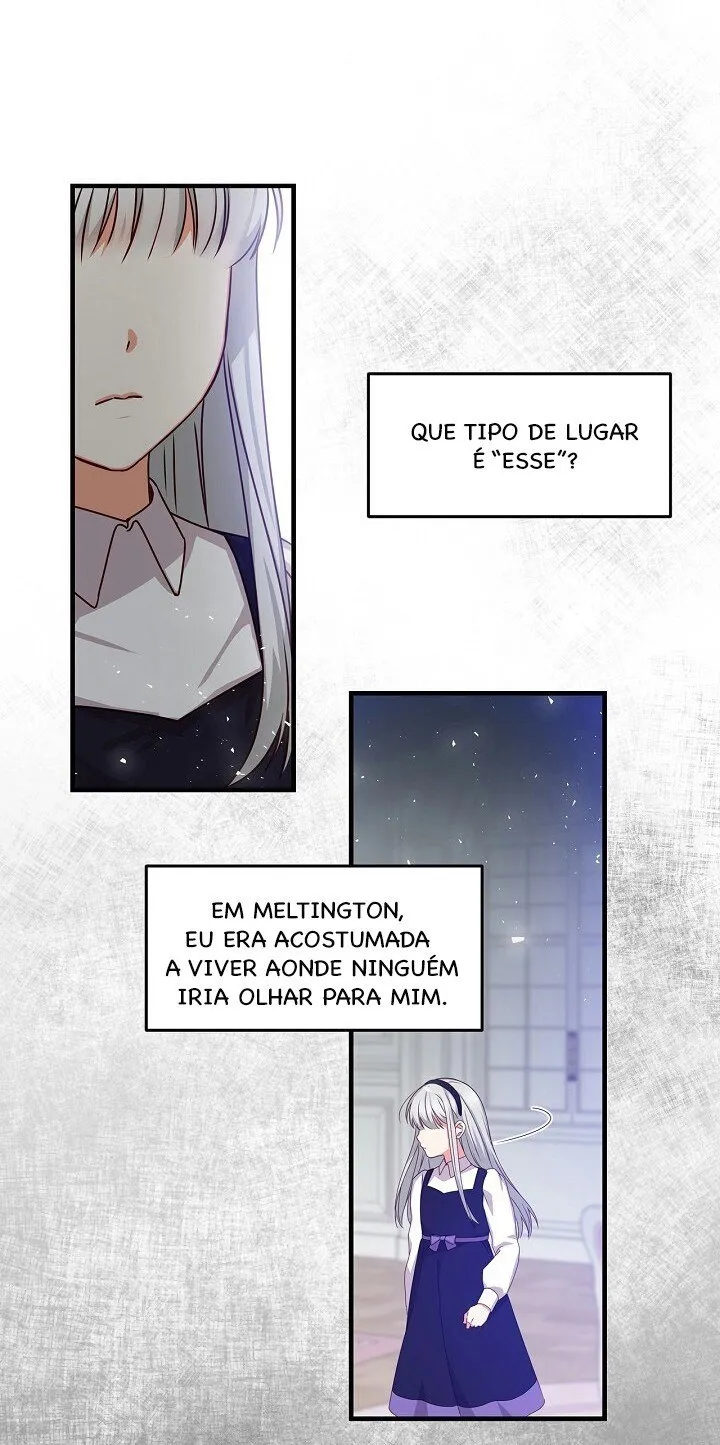 QUE TIPO DE LUGAR
É “ESSE”?
EM MELTINGTON,
EU ERA ACOSTUMADA
A VIVER AONDE NINGUÉM
IRIA OLHAR PARA MIM.